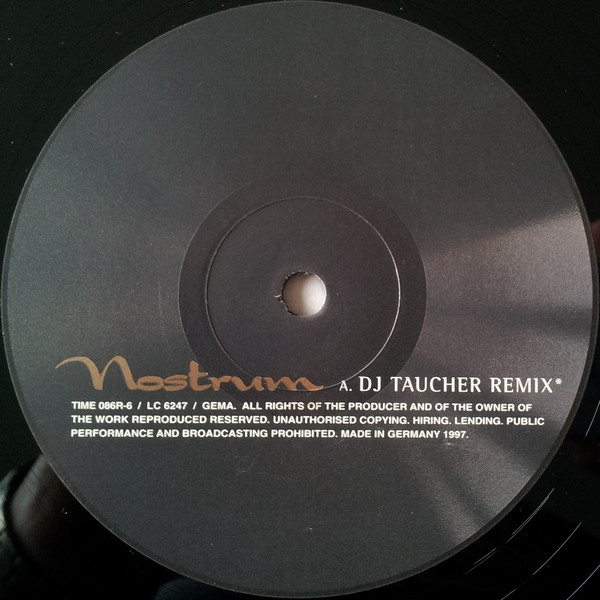 Nostrum A. DJ TAUCHER REMIX*
TIME 086R-6 / LC 6247 / GEMA. ALL RIGHTS OF THE PRODUCER AND OF THE OWNER OF
THE WORK REPRODUCED RESERVED. UNAUTHORISED COPYING. HIRING. LENDING. PUBLIC
PERFORMANCE AND BROADCASTING PROHIBITED. MADE IN GERMANY 1997.